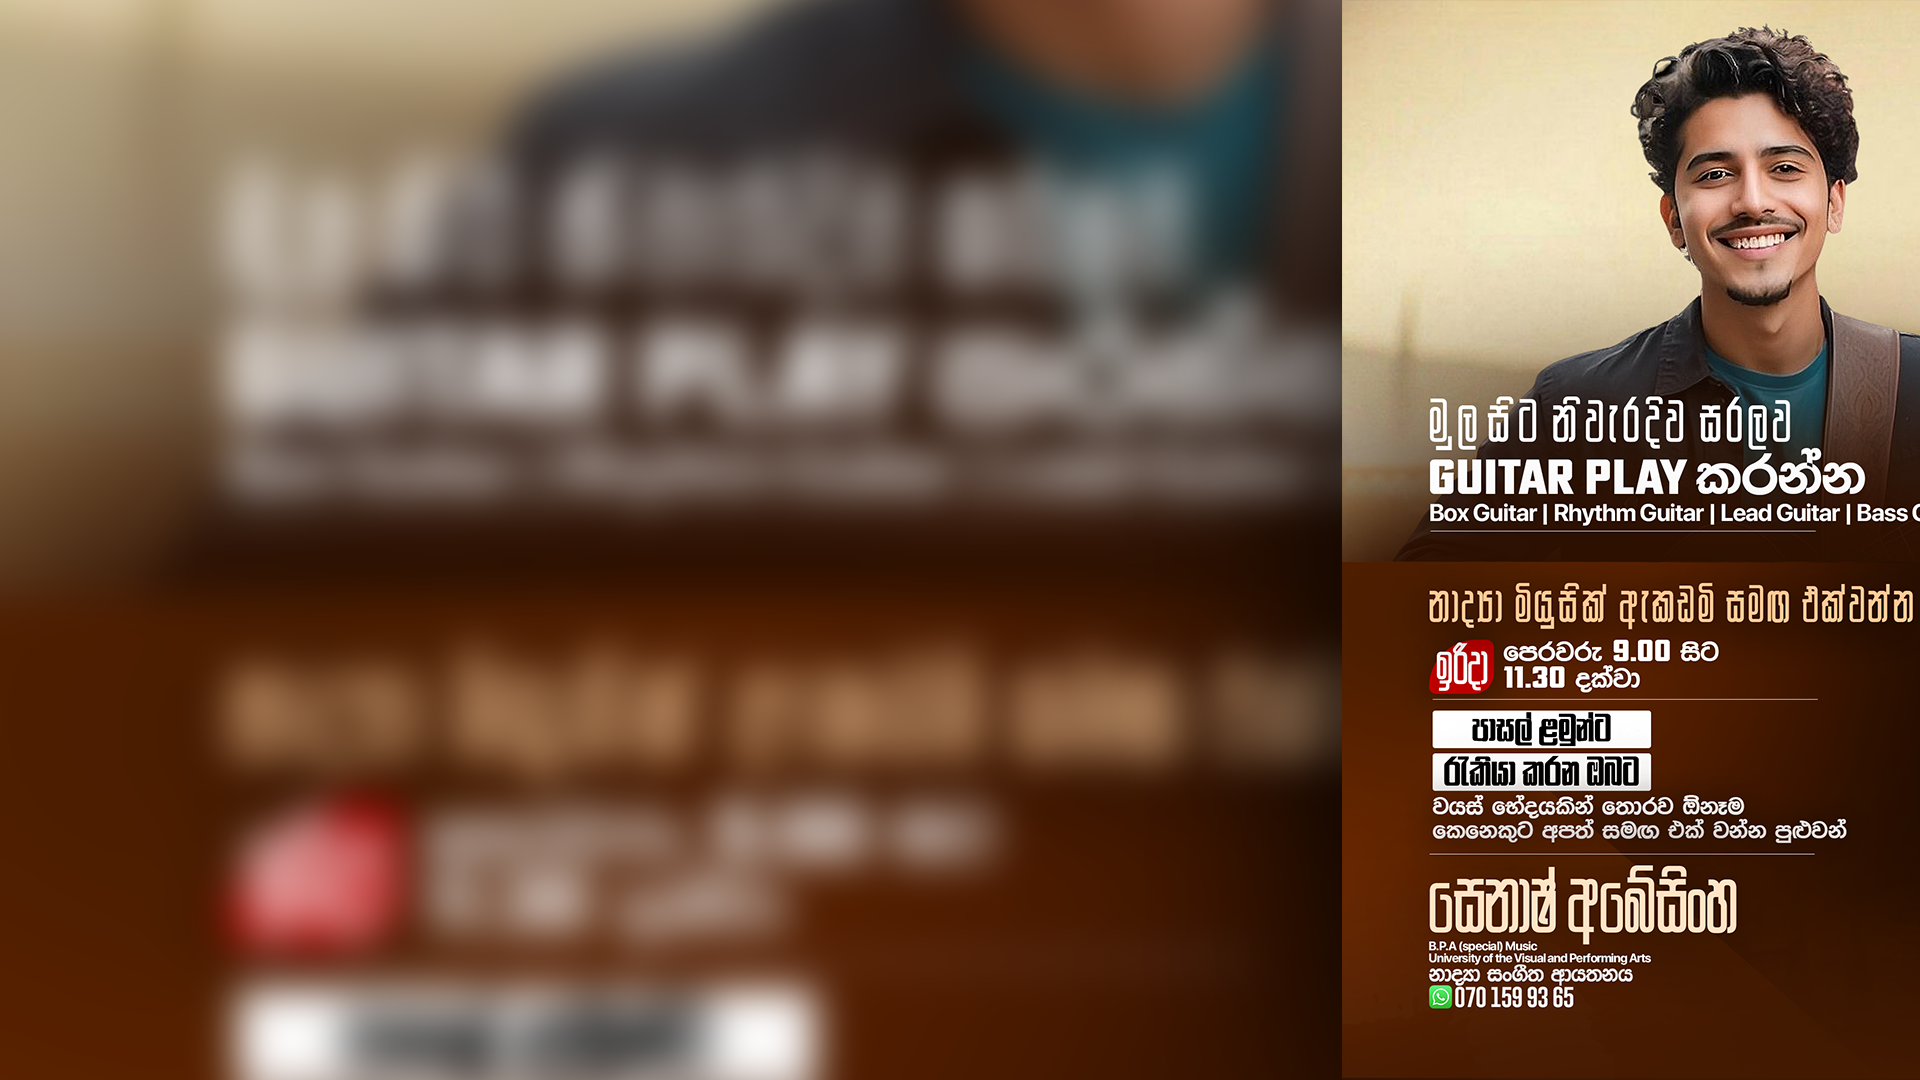 මුල සිට නිවැරදිව සරලව
GUITAR PLAY කරන්න
Box Guitar | Rhythm Guitar | Lead Guitar | Bass G
නාද්‍යා මියුසික් ඇකඩමි සමඟ එක්වන්න
ඉරිදා
පෙරවරු 9.00 සිට
11.30 දක්වා
පාසල් ළමුන්ට
රැකියා කරන ඔබට
වයස් භේදයකින් තොරව ඕනෑම
කෙනෙකුට අපත් සමඟ එක් වන්න පුළුවන්
සෙනාෂ් අබේසිංහ
B.P.A (special) Music
University of the Visual and Performing Arts
නාද්‍යා සංගීත ආයතනය
070 159 93 65